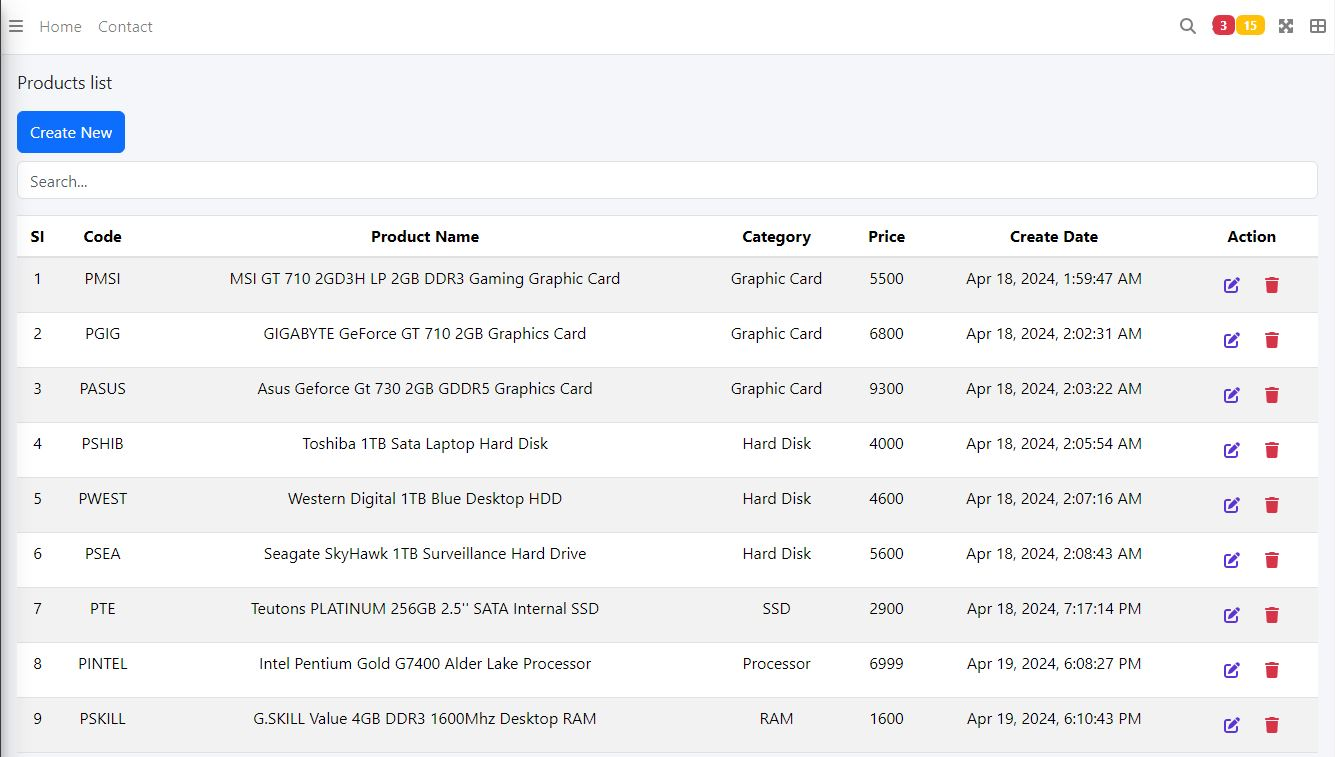 Home Contact 3 15
Products list
Create New
Search...
Sl Code Product Name Category Price Create Date Action
1 PMSI MSI GT 710 2GD3H LP 2GB DDR3 Gaming Graphic Card Graphic Card 5500 Apr 18, 2024, 1:59:47 AM
2 PGIG GIGABYTE GeForce GT 710 2GB Graphics Card Graphic Card 6800 Apr 18, 2024, 2:02:31 AM
3 PASUS Asus Geforce Gt 730 2GB GDDR5 Graphics Card Graphic Card 9300 Apr 18, 2024, 2:03:22 AM
4 PSHIB Toshiba 1TB Sata Laptop Hard Disk Hard Disk 4000 Apr 18, 2024, 2:05:54 AM
5 PWEST Western Digital 1TB Blue Desktop HDD Hard Disk 4600 Apr 18, 2024, 2:07:16 AM
6 PSEA Seagate SkyHawk 1TB Surveillance Hard Drive Hard Disk 5600 Apr 18, 2024, 2:08:43 AM
7 PTE Teutons PLATINUM 256GB 2.5'' SATA Internal SSD SSD 2900 Apr 18, 2024, 7:17:14 PM
8 PINTEL Intel Pentium Gold G7400 Alder Lake Processor Processor 6999 Apr 19, 2024, 6:08:27 PM
9 PSKILL G.SKILL Value 4GB DDR3 1600Mhz Desktop RAM RAM 1600 Apr 19, 2024, 6:10:43 PM